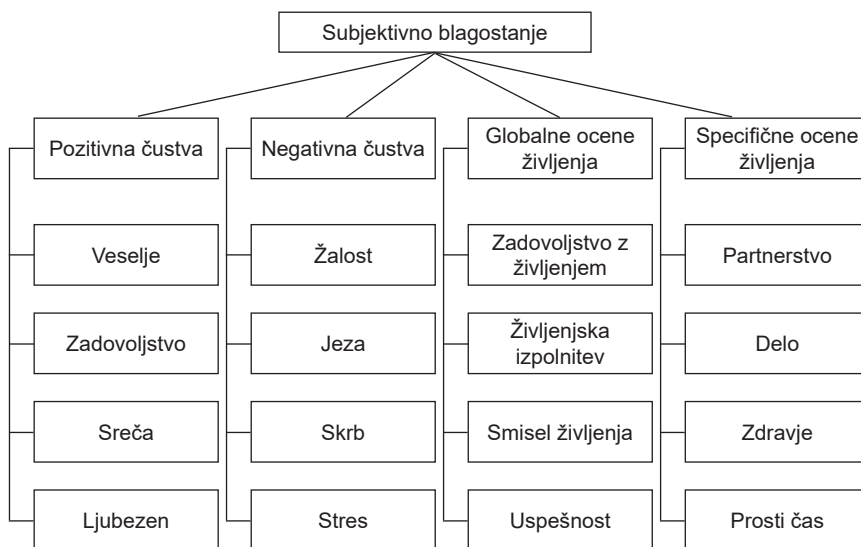 Subjektivno blagostanje
Pozitivna čustva
Negativna čustva
Globalne ocene
življenja
Specifične ocene
življenja
Veselje
Žalost
Zadovoljstvo z
življenjem
Partnerstvo
Zadovoljstvo
Jeza
Življenjska
izpolnitev
Delo
Sreča
Skrb
Smisel življenja
Zdravje
Ljubezen
Stres
Uspešnost
Prosti čas